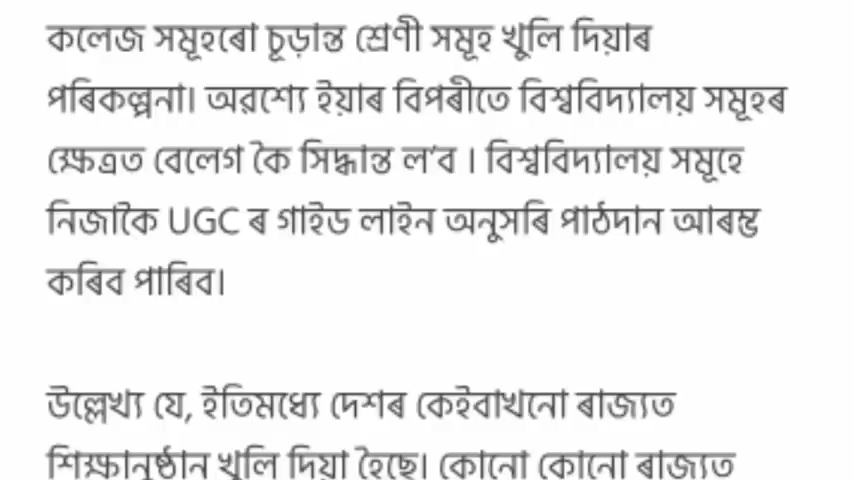 কলেজ সমূহৰো চূড়ান্ত শ্ৰেণী সমূহ খুলি দিয়াৰ
পৰিকল্পনা। অৱশ্যে ইয়াৰ বিপৰীতে বিশ্ববিদ্যালয় সমূহৰ
ক্ষেত্ৰত বেলেগ কৈ সিদ্ধান্ত ল'ব । বিশ্ববিদ্যালয় সমূহে
নিজাকৈ UGC ৰ গাইড লাইন অনুসৰি পাঠদান আৰম্ভ
কৰিব পাৰিব।
উল্লেখ্য যে, ইতিমধ্যে দেশৰ কেইবাখনো ৰাজ্যত
শিক্ষানুষ্ঠান খুলি দিয়া হৈছে। কোনো কোনো ৰাজ্যত